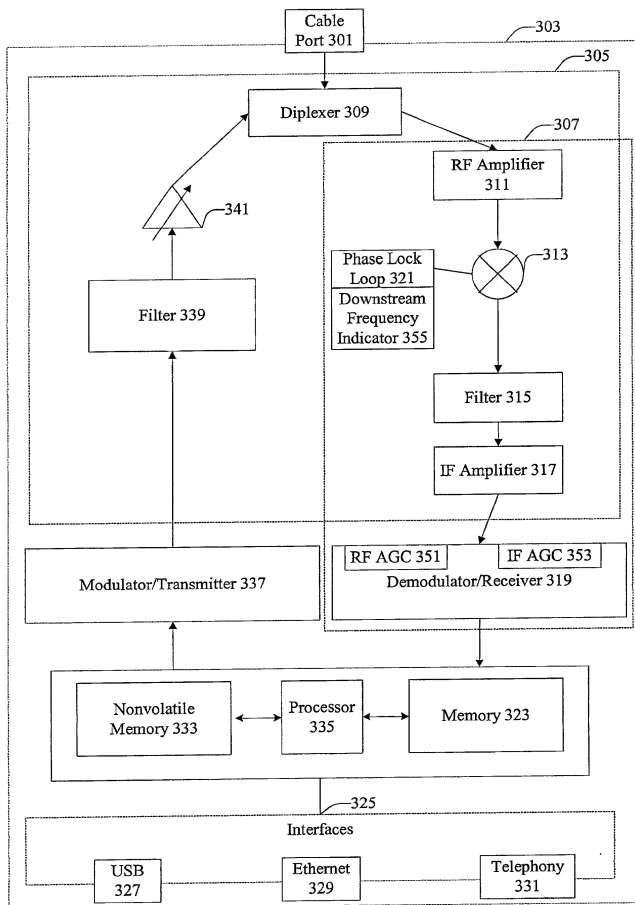 Cable
Port 301
303
305
Diplexer 309
307
RF Amplifier
311
341
313
Phase Lock
Loop 321
Downstream
Frequency
Indicator 355
Filter 339
Filter 315
IF Amplifier 317
RF AGC 351
IF AGC 353
Modulator/Transmitter 337
Demodulator/Receiver 319
Nonvolatile
Memory 333
Processor
335
Memory 323
325
Interfaces
USB
327
Ethernet
329
Telephony
331